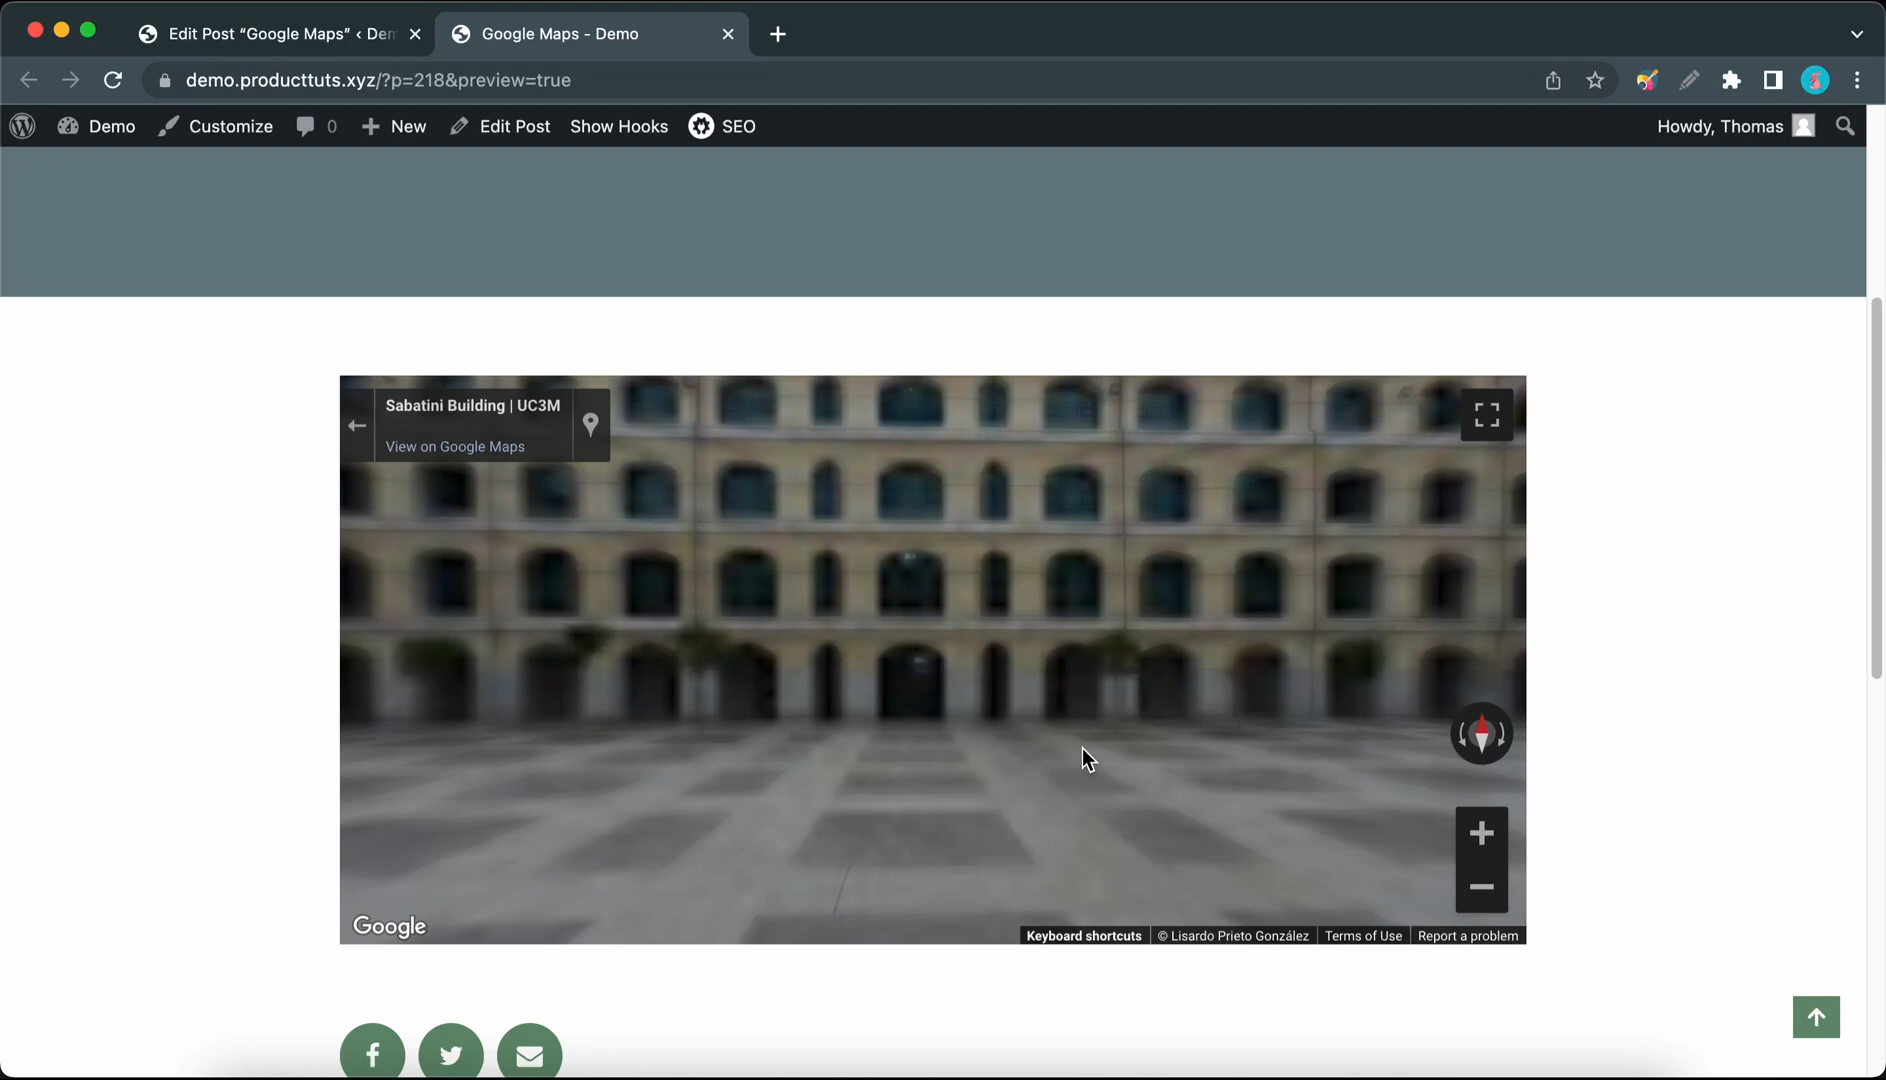 Edit Post “Google Maps” ‹ Dem
Google Maps - Demo
demo.producttuts.xyz/?p=218&preview=true
Demo
Customize
0
New
Edit Post
Show Hooks
SEO
Howdy, Thomas
Sabatini Building | UC3M
View on Google Maps
Google
Keyboard shortcuts
© Lisardo Prieto González
Terms of Use
Report a problem